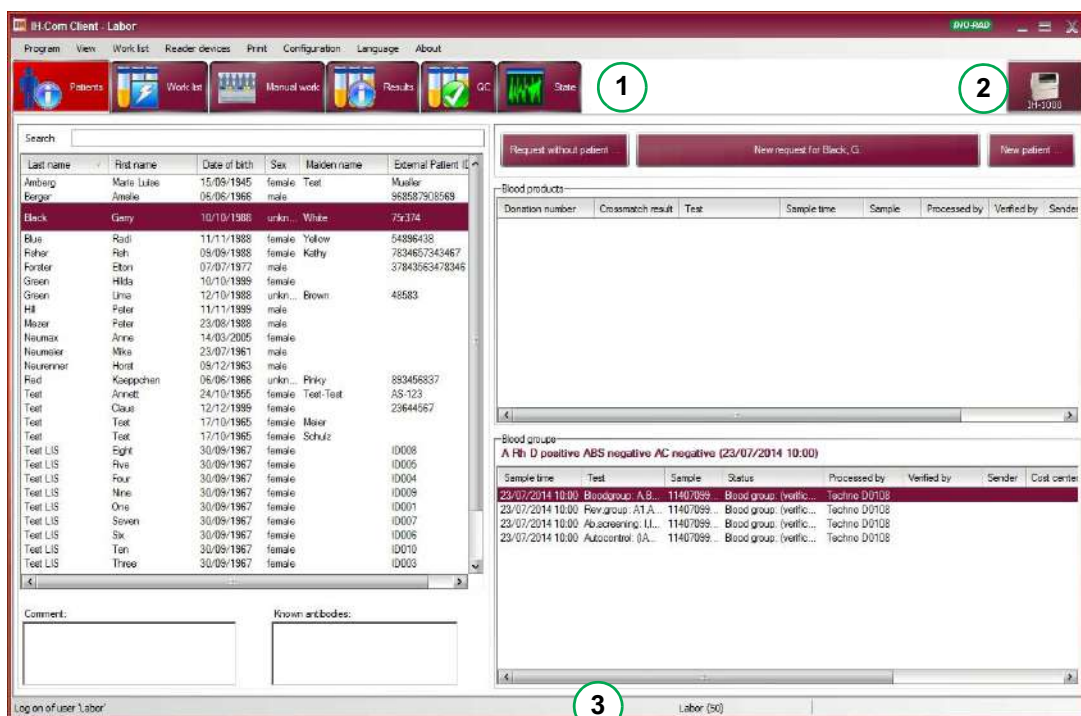 IH-Com Client - Labor BIO-RAD
Program View Work list Reader devices Print Configuration Language About
Patients Work list Manual work Results QC State 1 2 IH-1000
Search:
Request without patient ... New request for Black, G. New patient ...
Last name First name Date of birth Sex Maiden name External Patient ID
Amberg Marie Luise 15/09/1945 female Test Mueller
Berger Amelie 06/06/1966 male 968587908569
Black Gerry 10/10/1988 unkn... White 75r374
Blue Radi 11/11/1988 female Yellow 54896438
Fisher Fish 09/09/1988 female Kathy 7834657343467
Forster Elton 07/07/1977 male 37843563478346
Green Hilda 10/10/1999 female
Green Lima 12/10/1988 unkn... Brown 48583
Hill Peter 11/11/1999 male
Mezer Peter 23/08/1988 male
Neumax Anne 14/03/2005 female
Neumeier Mike 23/07/1961 male
Neurenner Horst 09/12/1963 male
Red Kaeppchen 06/06/1966 unkn... Pinky 893456837
Test Annett 24/10/1955 female Test-Test AS-123
Test Claus 12/12/1999 female 23644567
Test Test 17/10/1965 female Meier
Test Test 17/10/1965 female Schulz
Test LIS Eight 30/09/1967 female ID008
Test LIS Five 30/09/1967 female ID005
Test LIS Four 30/09/1967 female ID004
Test LIS Nine 30/09/1967 female ID009
Test LIS One 30/09/1967 female ID001
Test LIS Seven 30/09/1967 female ID007
Test LIS Six 30/09/1967 female ID006
Test LIS Ten 30/09/1967 female ID010
Test LIS Three 30/09/1967 female ID003
Comment: Known antibodies:
Blood products
Donation number Crossmatch result Test Sample time Sample Processed by Verified by Sender
Blood groups
A Rh D positive ABS negative AC negative (23/07/2014 10:00)
Sample time Test Sample Status Processed by Verified by Sender Cost center
23/07/2014 10:00 Bloodgroup: A,B... 11407099... Blood group: (verific... Techno D0108
23/07/2014 10:00 Rev.group: A1,A... 11407099... Blood group: (verific... Techno D0108
23/07/2014 10:00 Ab.screening: I,I... 11407099... Blood group: (verific... Techno D0108
23/07/2014 10:00 Autocontrol: (IA... 11407099... Blood group: (verific... Techno D0108
Log on of user 'Labor' 3 Labor (50)